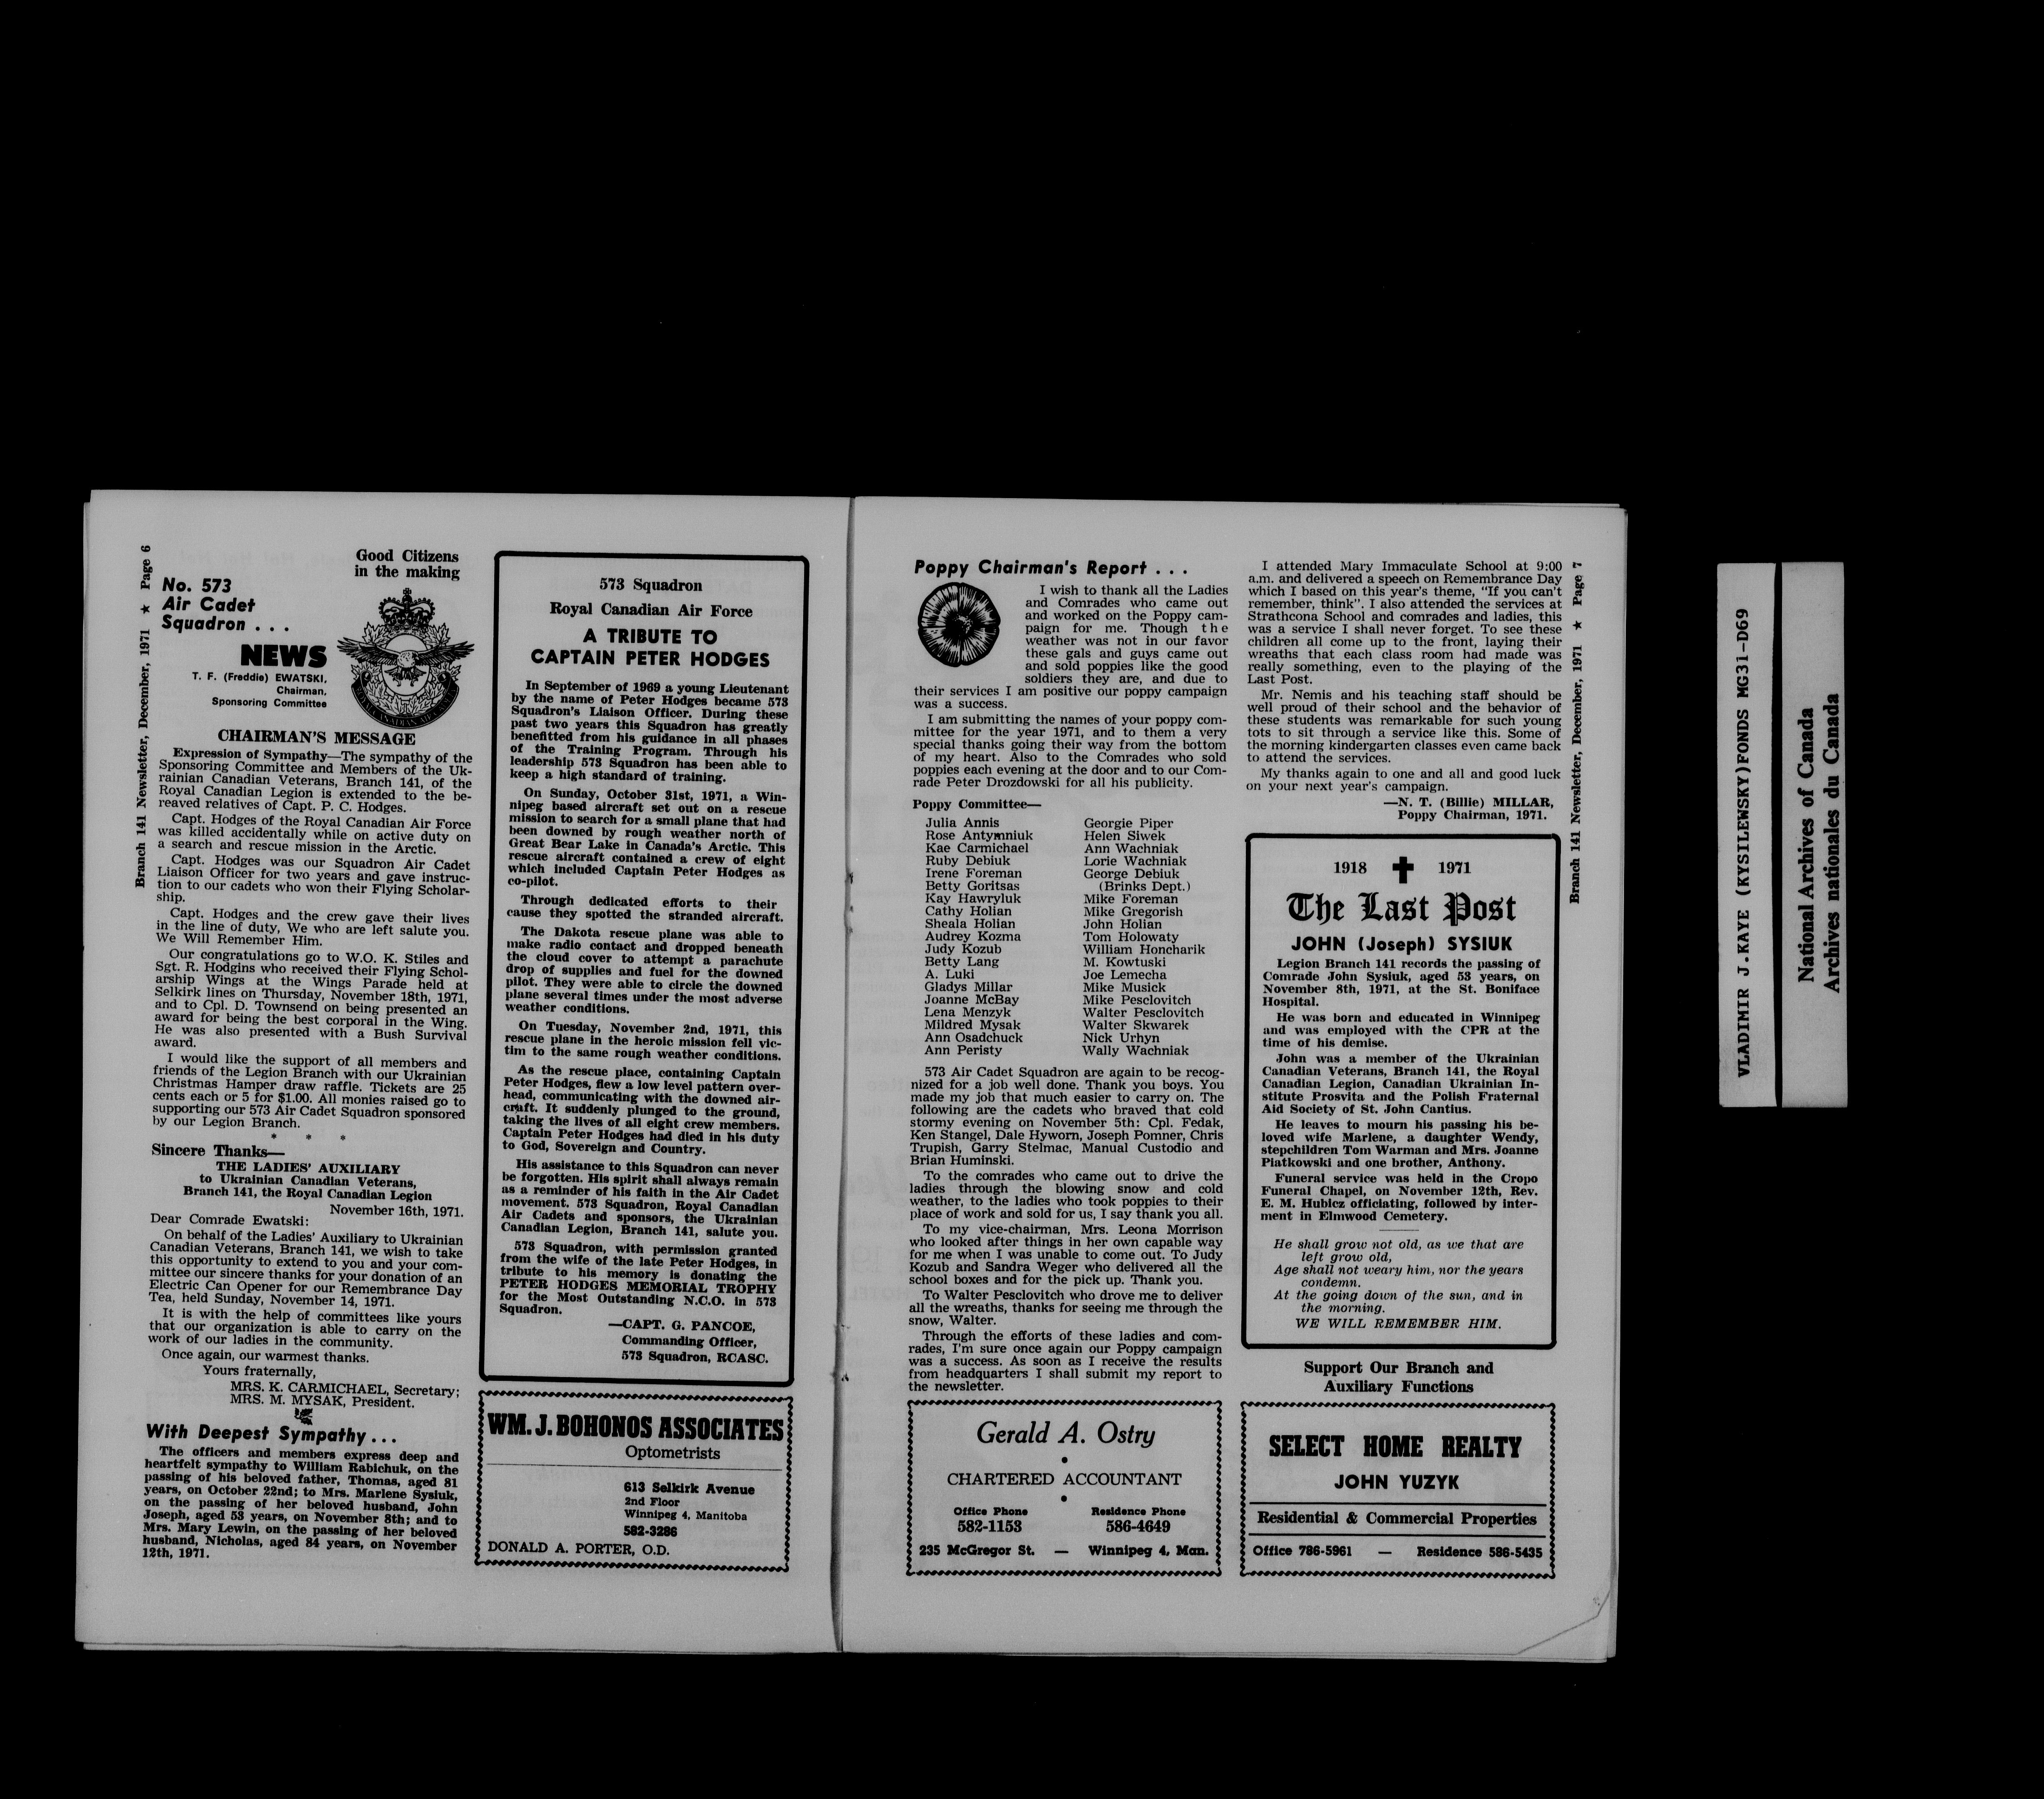 Branch 141 Newsletter, December, 1971 ★ Page 6
Good Citizens
in the making
No. 573
Air Cadet
Squadron . . .
NEWS
T. F. (Freddie) EWATSKI,
Chairman,
Sponsoring Committee
CHAIRMAN'S MESSAGE
Expression of Sympathy—The sympathy of the
Sponsoring Committee and Members of the Uk-
rainian Canadian Veterans, Branch 141, of the
Royal Canadian Legion is extended to the be-
reaved relatives of Capt. P. C. Hodges.
Capt. Hodges of the Royal Canadian Air Force
was killed accidentally while on active duty on
a search and rescue mission in the Arctic.
Capt. Hodges was our Squadron Air Cadet
Liaison Officer for two years and gave instruc-
tion to our cadets who won their Flying Scholar-
ship.
Capt. Hodges and the crew gave their lives
in the line of duty, We who are left salute you.
We Will Remember Him.
Our congratulations go to W.O. K. Stiles and
Sgt. R. Hodgins who received their Flying Schol-
arship Wings at the Wings Parade held at
Selkirk lines on Thursday, November 18th, 1971,
and to Cpl. D. Townsend on being presented an
award for being the best corporal in the Wing.
He was also presented with a Bush Survival
award.
I would like the support of all members and
friends of the Legion Branch with our Ukrainian
Christmas Hamper draw raffle. Tickets are 25
cents each or 5 for $1.00. All monies raised go to
supporting our 573 Air Cadet Squadron sponsored
by our Legion Branch.
* * *
Sincere Thanks—
THE LADIES' AUXILIARY
to Ukrainian Canadian Veterans,
Branch 141, the Royal Canadian Legion
November 16th, 1971.
Dear Comrade Ewatski:
On behalf of the Ladies' Auxiliary to Ukrainian
Canadian Veterans, Branch 141, we wish to take
this opportunity to extend to you and your com-
mittee our sincere thanks for your donation of an
Electric Can Opener for our Remembrance Day
Tea, held Sunday, November 14, 1971.
It is with the help of committees like yours
that our organization is able to carry on the
work of our ladies in the community.
Once again, our warmest thanks.
Yours fraternally,
MRS. K. CARMICHAEL, Secretary;
MRS. M. MYSAK, President.
With Deepest Sympathy . . .
The officers and members express deep and
heartfelt sympathy to William Rabichuk, on the
passing of his beloved father, Thomas, aged 81
years, on October 22nd; to Mrs. Marlene Sysiuk,
on the passing of her beloved husband, John
Joseph, aged 53 years, on November 8th; and to
Mrs. Mary Lewin, on the passing of her beloved
husband, Nicholas, aged 84 years, on November
12th, 1971.
573 Squadron
Royal Canadian Air Force
A TRIBUTE TO
CAPTAIN PETER HODGES
In September of 1969 a young Lieutenant
by the name of Peter Hodges became 573
Squadron's Liaison Officer. During these
past two years this Squadron has greatly
benefitted from his guidance in all phases
of the Training Program. Through his
leadership 573 Squadron has been able to
keep a high standard of training.
On Sunday, October 31st, 1971, a Win-
nipeg based aircraft set out on a rescue
mission to search for a small plane that had
been downed by rough weather north of
Great Bear Lake in Canada's Arctic. This
rescue aircraft contained a crew of eight
which included Captain Peter Hodges as
co-pilot.
Through dedicated efforts to their
cause they spotted the stranded aircraft.
The Dakota rescue plane was able to
make radio contact and dropped beneath
the cloud cover to attempt a parachute
drop of supplies and fuel for the downed
pilot. They were able to circle the downed
plane several times under the most adverse
weather conditions.
On Tuesday, November 2nd, 1971, this
rescue plane in the heroic mission fell vic-
tim to the same rough weather conditions.
As the rescue place, containing Captain
Peter Hodges, flew a low level pattern over-
head, communicating with the downed air-
craft. It suddenly plunged to the ground,
taking the lives of all eight crew members.
Captain Peter Hodges had died in his duty
to God, Sovereign and Country.
His assistance to this Squadron can never
be forgotten. His spirit shall always remain
as a reminder of his faith in the Air Cadet
movement. 573 Squadron, Royal Canadian
Air Cadets and sponsors, the Ukrainian
Canadian Legion, Branch 141, salute you.
573 Squadron, with permission granted
from the wife of the late Peter Hodges, in
tribute to his memory is donating the
PETER HODGES MEMORIAL TROPHY
for the Most Outstanding N.C.O. in 573
Squadron.
—CAPT. G. PANCOE,
Commanding Officer,
573 Squadron, RCASC.
WM. J. BOHONOS ASSOCIATES
Optometrists
613 Selkirk Avenue
2nd Floor
Winnipeg 4, Manitoba
582-3286
DONALD A. PORTER, O.D.
Poppy Chairman's Report . . .
I wish to thank all the Ladies
and Comrades who came out
and worked on the Poppy cam-
paign for me. Though the
weather was not in our favor
these gals and guys came out
and sold poppies like the good
soldiers they are, and due to
their services I am positive our poppy campaign
was a success.
I am submitting the names of your poppy com-
mittee for the year 1971, and to them a very
special thanks going their way from the bottom
of my heart. Also to the Comrades who sold
poppies each evening at the door and to our Com-
rade Peter Drozdowski for all his publicity.
Poppy Committee—
Julia Annis
Rose Antymniuk
Kae Carmichael
Ruby Debiuk
Irene Foreman
Betty Goritsas
Kay Hawryluk
Cathy Holian
Sheala Holian
Audrey Kozma
Judy Kozub
Betty Lang
A. Luki
Gladys Millar
Joanne McBay
Lena Menzyk
Mildred Mysak
Ann Osadchuck
Ann Peristy
Georgie Piper
Helen Siwek
Ann Wachniak
Lorie Wachniak
George Debiuk
(Brinks Dept.)
Mike Foreman
Mike Gregorish
John Holian
Tom Holowaty
William Honcharik
M. Kowtuski
Joe Lemecha
Mike Musick
Mike Pesclovitch
Walter Pesclovitch
Walter Skwarek
Nick Urhyn
Wally Wachniak
573 Air Cadet Squadron are again to be recog-
nized for a job well done. Thank you boys. You
made my job that much easier to carry on. The
following are the cadets who braved that cold
stormy evening on November 5th: Cpl. Fedak,
Ken Stangel, Dale Hyworn, Joseph Pomner, Chris
Trupish, Garry Stelmac, Manual Custodio and
Brian Huminski.
To the comrades who came out to drive the
ladies through the blowing snow and cold
weather, to the ladies who took poppies to their
place of work and sold for us, I say thank you all.
To my vice-chairman, Mrs. Leona Morrison
who looked after things in her own capable way
for me when I was unable to come out. To Judy
Kozub and Sandra Weger who delivered all the
school boxes and for the pick up. Thank you.
To Walter Pesclovitch who drove me to deliver
all the wreaths, thanks for seeing me through the
snow, Walter.
Through the efforts of these ladies and com-
rades, I'm sure once again our Poppy campaign
was a success. As soon as I receive the results
from headquarters I shall submit my report to
the newsletter.
Gerald A. Ostry
CHARTERED ACCOUNTANT
Office Phone Residence Phone
582-1153 586-4649
235 McGregor St. — Winnipeg 4, Man.
I attended Mary Immaculate School at 9:00
a.m. and delivered a speech on Remembrance Day
which I based on this year's theme, "If you can't
remember, think". I also attended the services at
Strathcona School and comrades and ladies, this
was a service I shall never forget. To see these
children all come up to the front, laying their
wreaths that each class room had made was
really something, even to the playing of the
Last Post.
Mr. Nemis and his teaching staff should be
well proud of their school and the behavior of
these students was remarkable for such young
tots to sit through a service like this. Some of
the morning kindergarten classes even came back
to attend the services.
My thanks again to one and all and good luck
on your next year's campaign.
—N. T. (Billie) MILLAR,
Poppy Chairman, 1971.
1918 ✝ 1971
The Last Post
JOHN (Joseph) SYSIUK
Legion Branch 141 records the passing of
Comrade John Sysiuk, aged 53 years, on
November 8th, 1971, at the St. Boniface
Hospital.
He was born and educated in Winnipeg
and was employed with the CPR at the
time of his demise.
John was a member of the Ukrainian
Canadian Veterans, Branch 141, the Royal
Canadian Legion, Canadian Ukrainian In-
stitute Prosvita and the Polish Fraternal
Aid Society of St. John Cantius.
He leaves to mourn his passing his be-
loved wife Marlene, a daughter Wendy,
stepchildren Tom Warman and Mrs. Joanne
Piatkowski and one brother, Anthony.
Funeral service was held in the Cropo
Funeral Chapel, on November 12th, Rev.
E. M. Hubicz officiating, followed by inter-
ment in Elmwood Cemetery.
He shall grow not old, as we that are
left grow old,
Age shall not weary him, nor the years
condemn.
At the going down of the sun, and in
the morning.
WE WILL REMEMBER HIM.
Support Our Branch and
Auxiliary Functions
SELECT HOME REALTY
JOHN YUZYK
Residential & Commercial Properties
Office 786-5961 — Residence 586-5435
Branch 141 Newsletter, December, 1971 ★ Page 7
VLADIMIR J.KAYE (KYSILEWSKY)FONDS MG31-D69
National Archives of Canada
Archives nationales du Canada